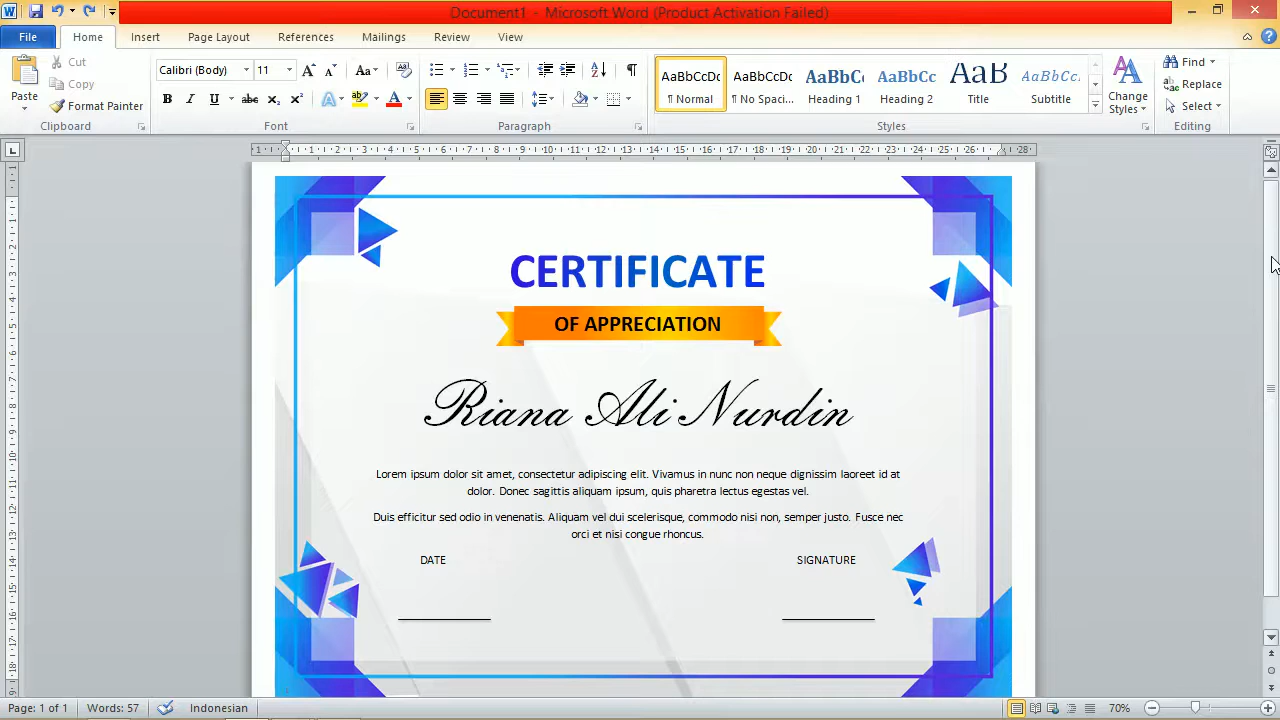 Document1 - Microsoft Word (Product Activation Failed)
File Home Insert Page Layout References Mailings Review View
Paste
Cut
Copy
Format Painter
Clipboard
Calibri (Body) 11
Font
Paragraph
AaBbCcDc AaBbCcDc AaBbCc AaBbCc AaB AaBbCc.
¶ Normal ¶ No Spaci... Heading 1 Heading 2 Title Subtitle
Change Styles
Styles
Find
Replace
Select
Editing
CERTIFICATE
OF APPRECIATION
Riana Ali Nurdin
Lorem ipsum dolor sit amet, consectetur adipiscing elit. Vivamus in nunc non neque dignissim laoreet id at
dolor. Donec sagittis aliquam ipsum, quis pharetra lectus egestas vel.
Duis efficitur sed odio in venenatis. Aliquam vel dui scelerisque, commodo nisi non, semper justo. Fusce nec
orci et nisi congue rhoncus.
DATE SIGNATURE
Page: 1 of 1 Words: 57 Indonesian 70%